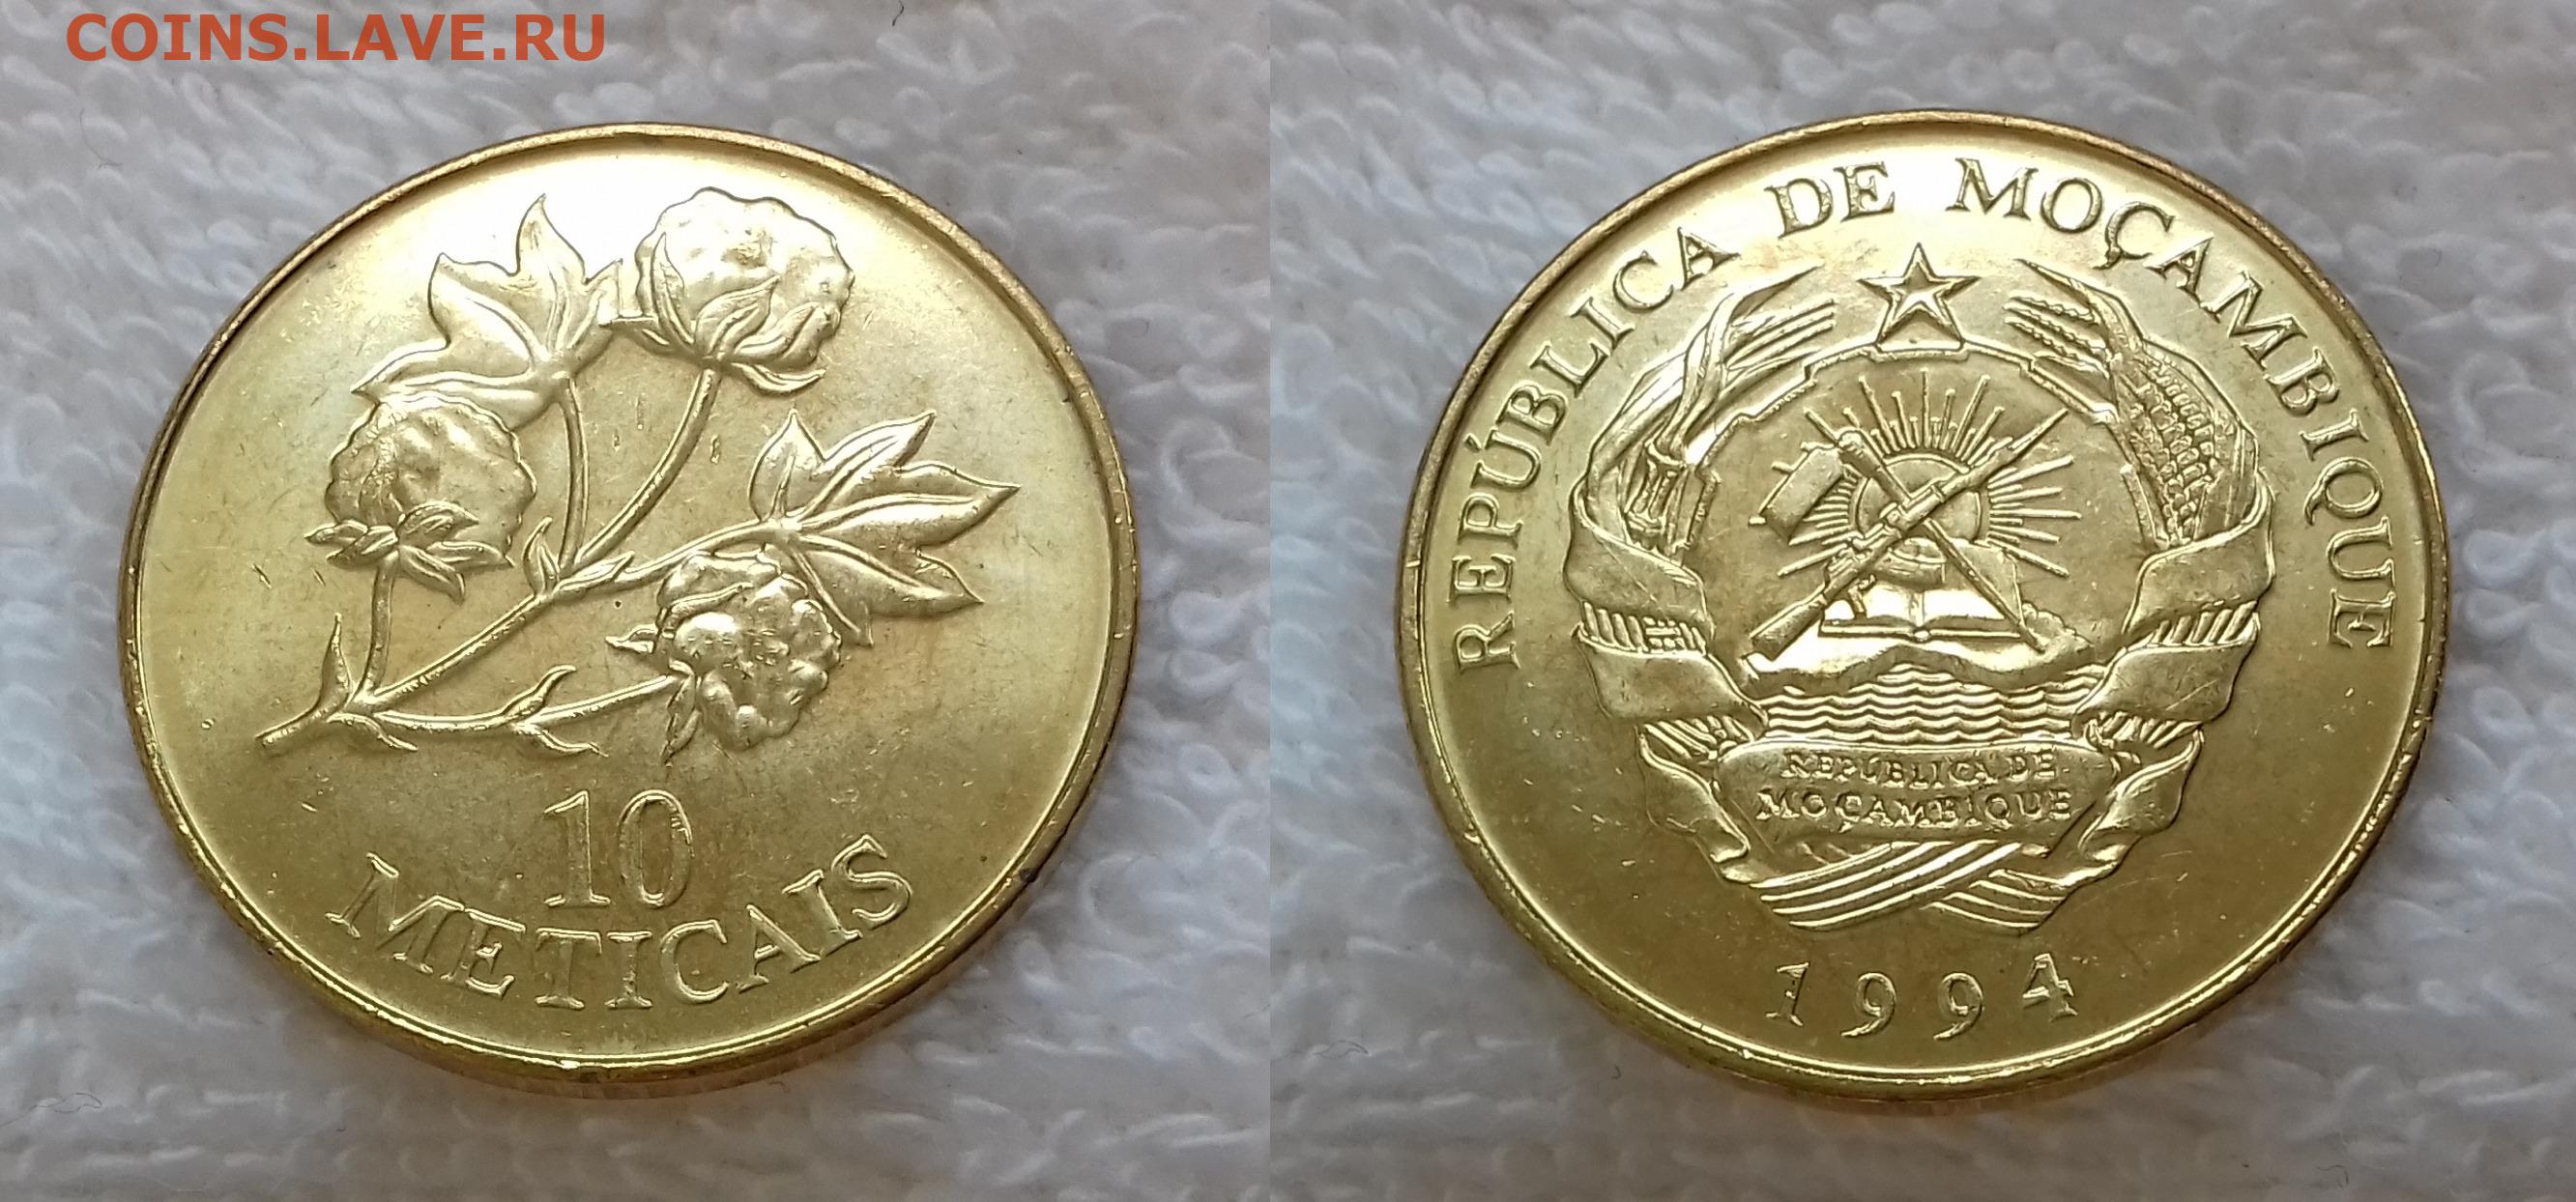 COINS.LAVE.RU
10
METICAIS
REPÚBLICA DE MOÇAMBIQUE
REPÚBLICA DE
MOÇAMBIQUE
1994